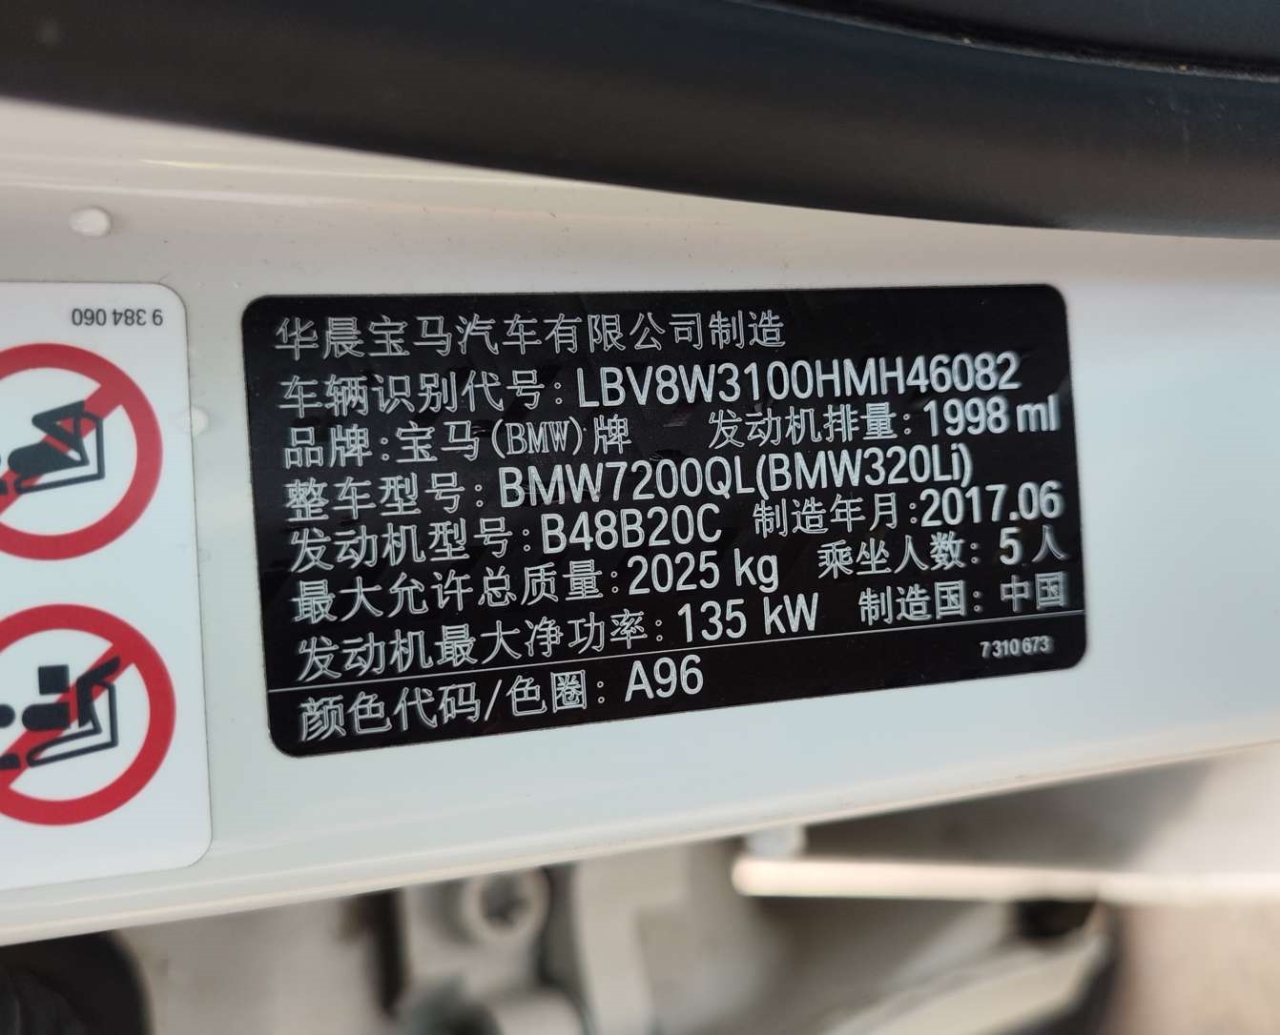 9 384 060
华晨宝马汽车有限公司制造
车辆识别代号: LBV8W3100HMH46082
品牌:宝马(BMW)牌 发动机排量: 1998 ml
整车型号: BMW7200QL(BMW320Li)
发动机型号: B48B20C 制造年月:2017.06
最大允许总质量: 2025 kg 乘坐人数: 5人
发动机最大净功率: 135 kW 制造国: 中国
7310673
颜色代码/色圈: A96